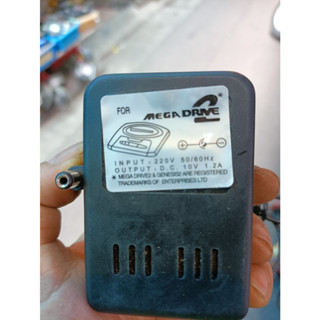 FOR
MEGA DRIVE 2 *
INPUT: 220V 50/60Hz
OUTPUT: D.C. 10V 1.2A
* MEGA DRIVE2 & GENESIS2 ARE REGISTERED
TRADEMARKS OF ENTERPRISES LTD